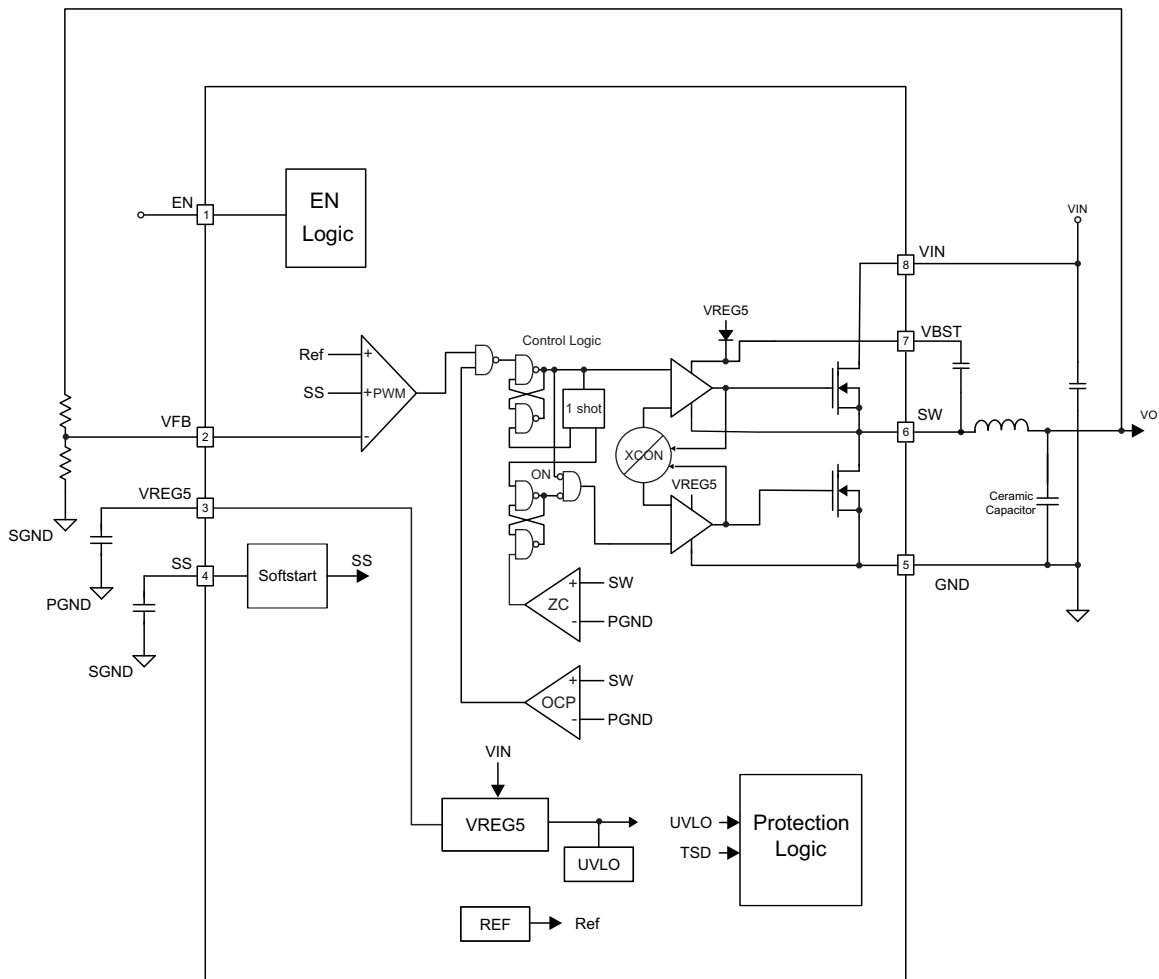 EN
1
EN
Logic
VIN
VIN
8
VREG5
VBST
7
Control Logic
Ref
+
SS
+
PWM
-
1 shot
VFB
2
SW
6
VO
XCON
ON
VREG5
Ceramic
Capacitor
VREG5
3
SGND
SS
4
Softstart
SS
PGND
SGND
5
GND
+
SW
ZC
-
PGND
+
SW
OCP
-
PGND
VIN
VREG5
UVLO
UVLO
TSD
Protection
Logic
REF
Ref